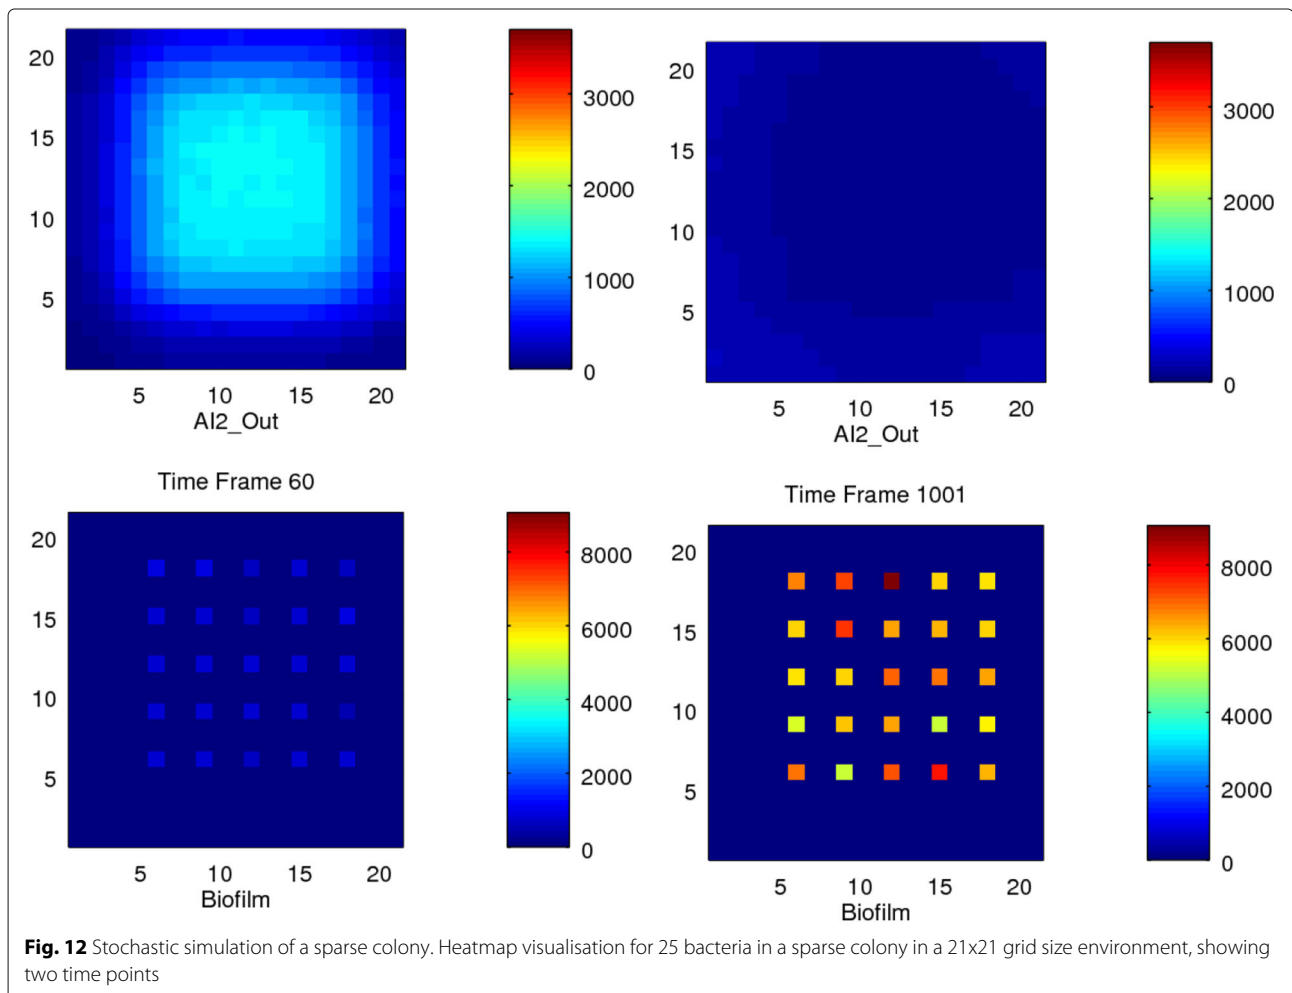 20
15
10
5
5 10 15 20
AI2_Out
3000
2000
1000
0
20
15
10
5
5 10 15 20
AI2_Out
3000
2000
1000
0
Time Frame 60
20
15
10
5
5 10 15 20
Biofilm
8000
6000
4000
2000
0
Time Frame 1001
20
15
10
5
5 10 15 20
Biofilm
8000
6000
4000
2000
0
Fig. 12 Stochastic simulation of a sparse colony. Heatmap visualisation for 25 bacteria in a sparse colony in a 21x21 grid size environment, showing
two time points